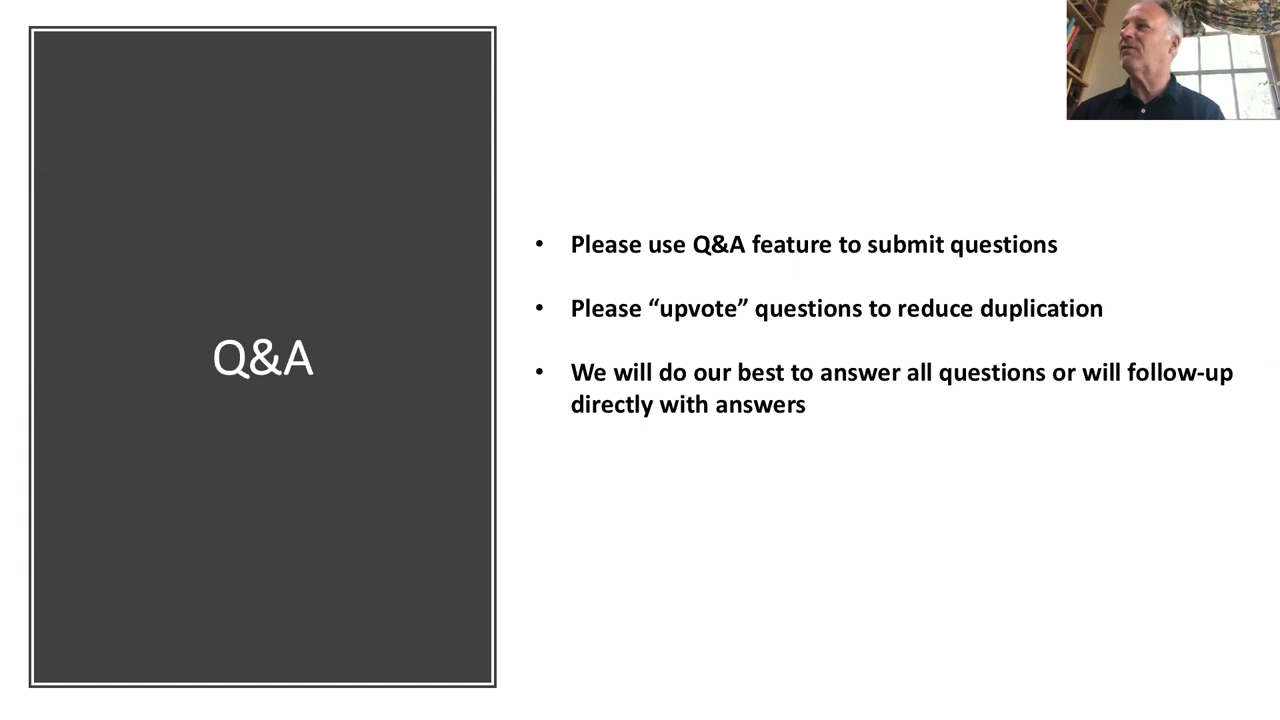 Q&A
• Please use Q&A feature to submit questions
• Please “upvote” questions to reduce duplication
• We will do our best to answer all questions or will follow-up
directly with answers